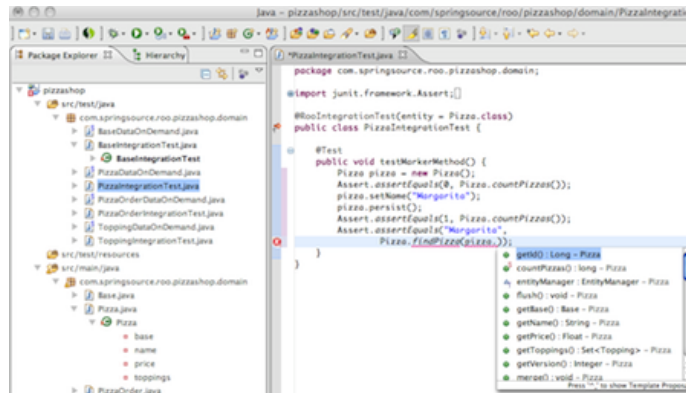 Java - pizzashop/src/test/java/com/springsource/roo/pizzashop/domain/PizzaIntegratio
Package Explorer
Hierarchy
pizzashop
src/test/java
com.springsource.roo.pizzashop.domain
BaseDataOnDemand.java
BaseIntegrationTest.java
BaseIntegrationTest
PizzaDataOnDemand.java
PizzaIntegrationTest.java
PizzaOrderDataOnDemand.java
PizzaOrderIntegrationTest.java
ToppingDataOnDemand.java
ToppingIntegrationTest.java
src/test/resources
src/main/java
com.springsource.roo.pizzashop.domain
Base.java
Pizza.java
Pizza
base
name
price
toppings
PizzaOrder.java
*PizzaIntegrationTest.java
package com.springsource.roo.pizzashop.domain;
import junit.framework.Assert;
@RooIntegrationTest(entity = Pizza.class)
public class PizzaIntegrationTest {
@Test
public void testMarkerMethod() {
Pizza pizza = new Pizza();
Assert.assertEquals(0, Pizza.countPizzas());
pizza.setName("Margarita");
pizza.persist();
Assert.assertEquals(1, Pizza.countPizzas());
Assert.assertEquals("Margarita",
Pizza.findPizza(pizza.));
}
}
getId() : Long - Pizza
countPizzas() : long - Pizza
entityManager : EntityManager - Pizza
flush() : void - Pizza
getBase() : Base - Pizza
getName() : String - Pizza
getPrice() : Float - Pizza
getToppings() : Set<Topping> - Pizza
getVersion() : Integer - Pizza
merge() : void - Pizza
Press '^.' to show Template Propos